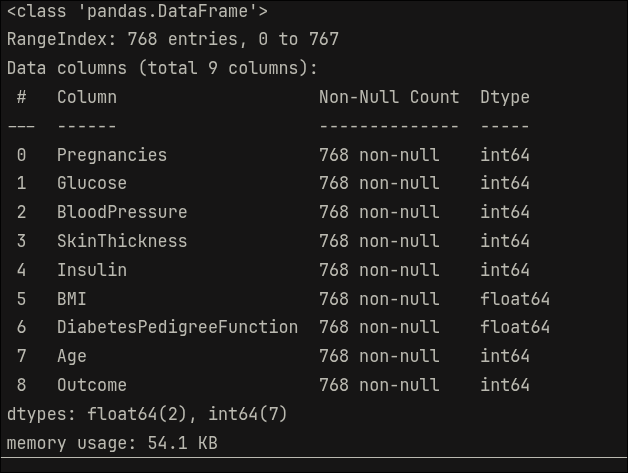 <class 'pandas.DataFrame'>
RangeIndex: 768 entries, 0 to 767
Data columns (total 9 columns):
 #   Column                    Non-Null Count  Dtype
---  ------                    --------------  -----
 0   Pregnancies               768 non-null    int64
 1   Glucose                   768 non-null    int64
 2   BloodPressure             768 non-null    int64
 3   SkinThickness             768 non-null    int64
 4   Insulin                   768 non-null    int64
 5   BMI                       768 non-null    float64
 6   DiabetesPedigreeFunction  768 non-null    float64
 7   Age                       768 non-null    int64
 8   Outcome                   768 non-null    int64
dtypes: float64(2), int64(7)
memory usage: 54.1 KB